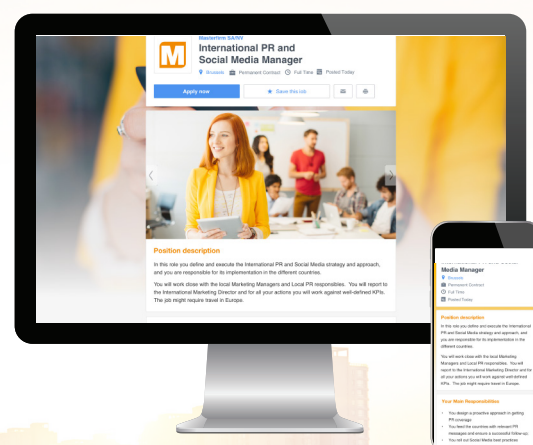 Masterfirm SA/NV
M
International PR and
Social Media Manager
Brussels Permanent Contract Full Time Posted Today
Apply now
Save this job
Position description
In this role you define and execute the International PR and Social Media strategy and approach,
and you are responsible for its implementation in the different countries.
You will work close with the local Marketing Managers and Local PR responsibles. You will report to
the International Marketing Director and for all your actions you will work against well-defined KPIs.
The job might require travel in Europe.
Media Manager
Brussels
Permanent Contract
Full Time
Posted Today
Position description
In this role you define and execute the International
PR and Social Media strategy and approach, and
you are responsible for its implementation in the
different countries.
You will work close with the local Marketing
Managers and Local PR responsibles. You will
report to the International Marketing Director and for
all your actions you will work against well-defined
KPIs. The job might require travel in Europe.
Your Main Responsibilities
You design a proactive approach in getting
PR coverage
You feed the countries with relevant PR
messages and ensure a successful follow-up;
You roll out Social Media best practices